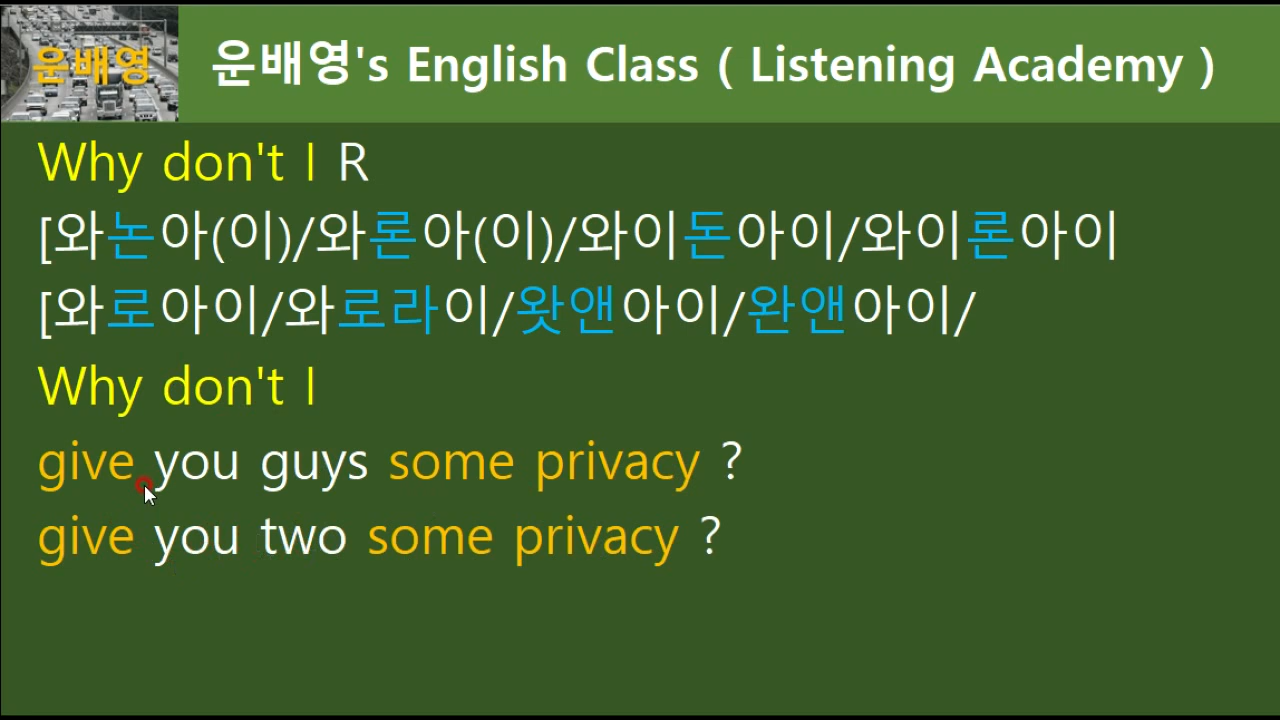 운배영
운배영's English Class ( Listening Academy )
Why don't I R
[와논아(이)/와론아(이)/와이돈아이/와이론아이
[와로아이/와로라이/왓앤아이/완앤아이/
Why don't I
give you guys some privacy ?
give you two some privacy ?